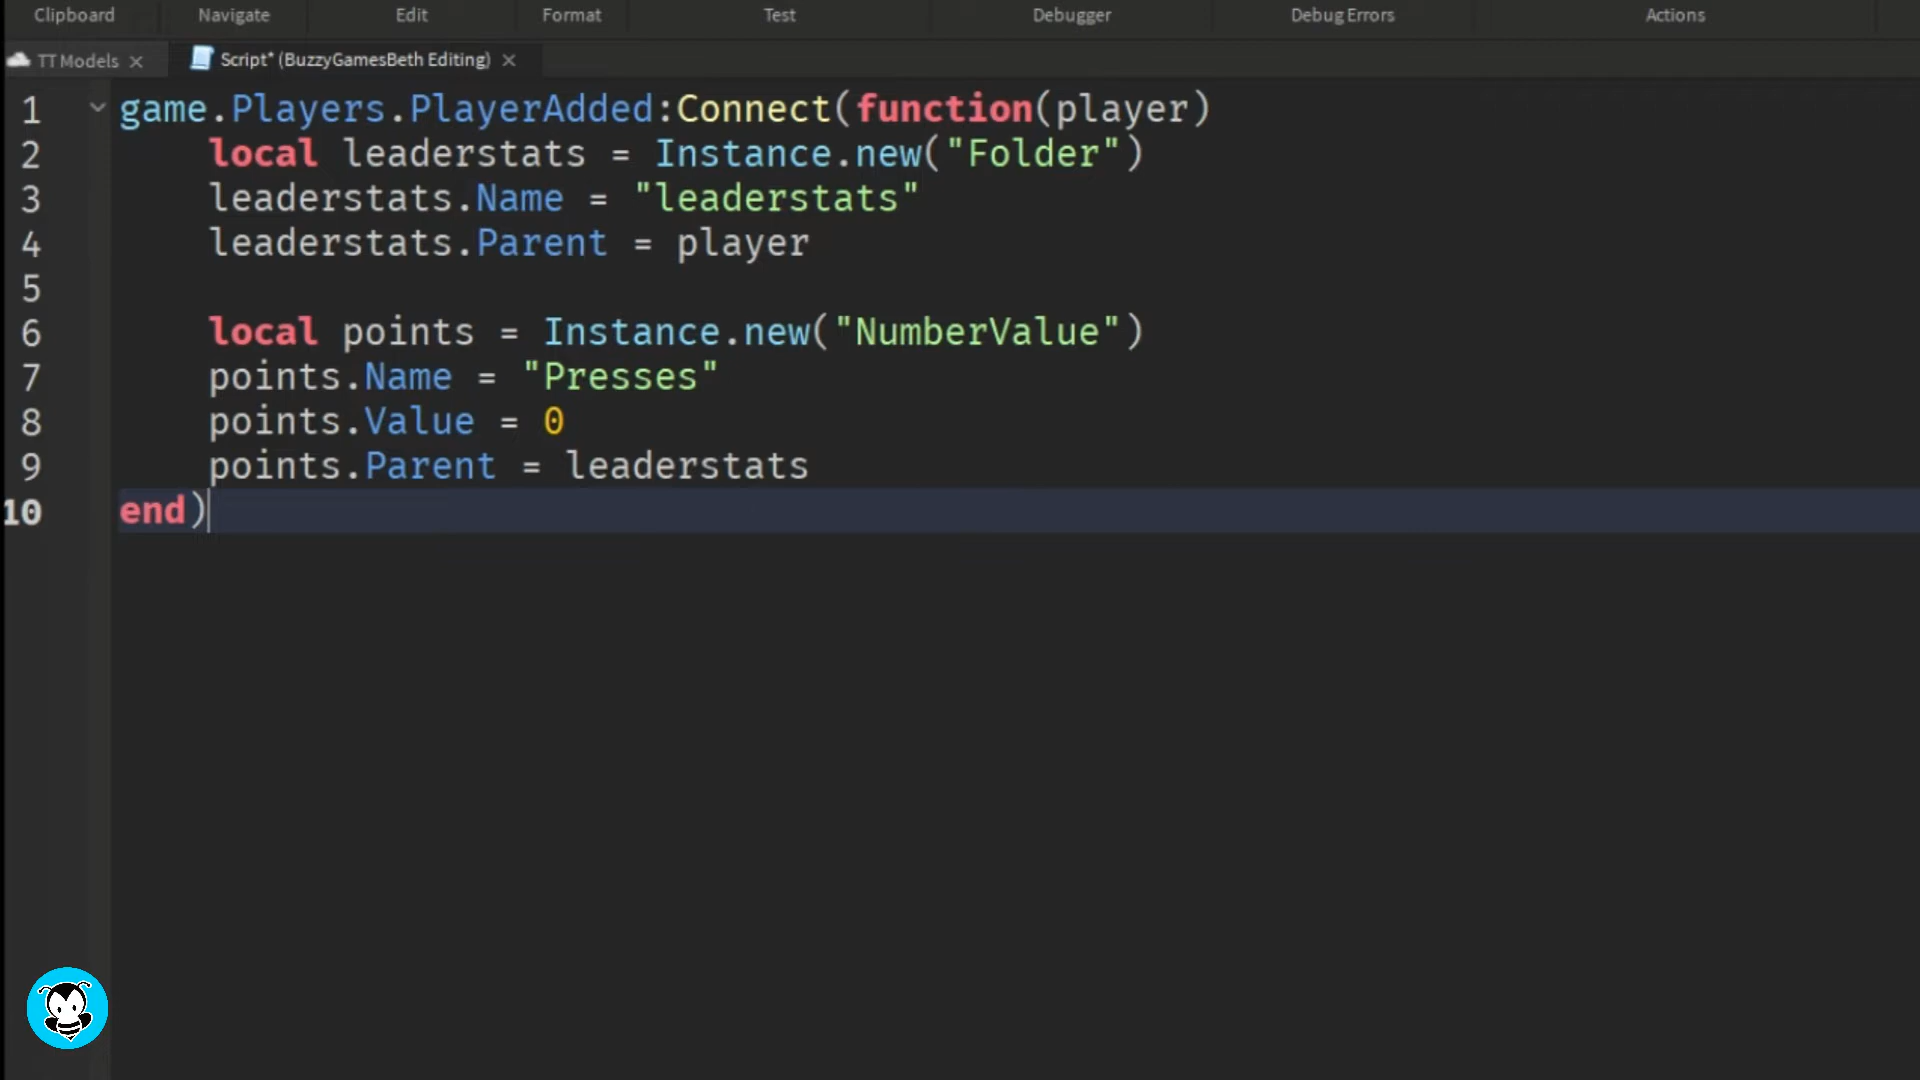 Clipboard Navigate Edit Format Test Debugger Debug Errors Actions
TT Models Script* (BuzzyGamesBeth Editing)
1 game.Players.PlayerAdded:Connect(function(player)
2 local leaderstats = Instance.new("Folder")
3 leaderstats.Name = "leaderstats"
4 leaderstats.Parent = player
5
6 local points = Instance.new("NumberValue")
7 points.Name = "Presses"
8 points.Value = 0
9 points.Parent = leaderstats
10 end)